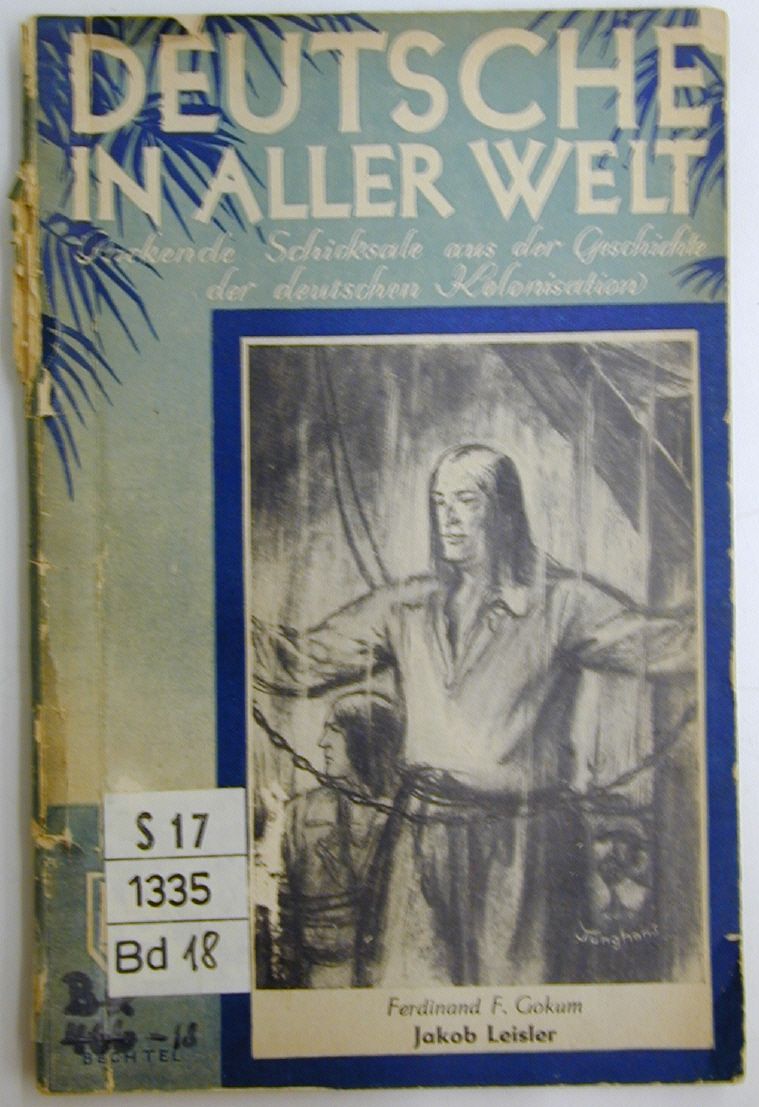 DEUTSCHE
IN ALLER WELT
Packende Schicksale aus der Geschichte
der deutschen Kolonisation
S 17
1335
Bd 18
Junghans
Ferdinand F. Gokum
Jakob Leisler
BECHTEL